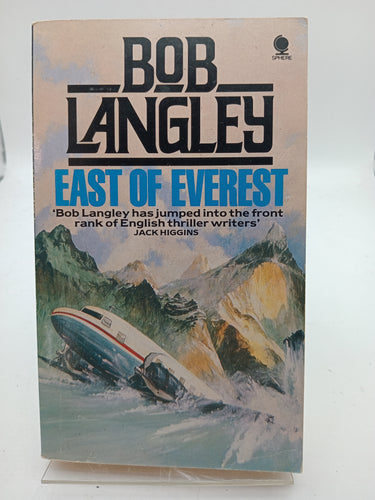 SPHERE
BOB
LANGLEY
EAST OF EVEREST
'Bob Langley has jumped into the front
rank of English thriller writers'
JACK HIGGINS